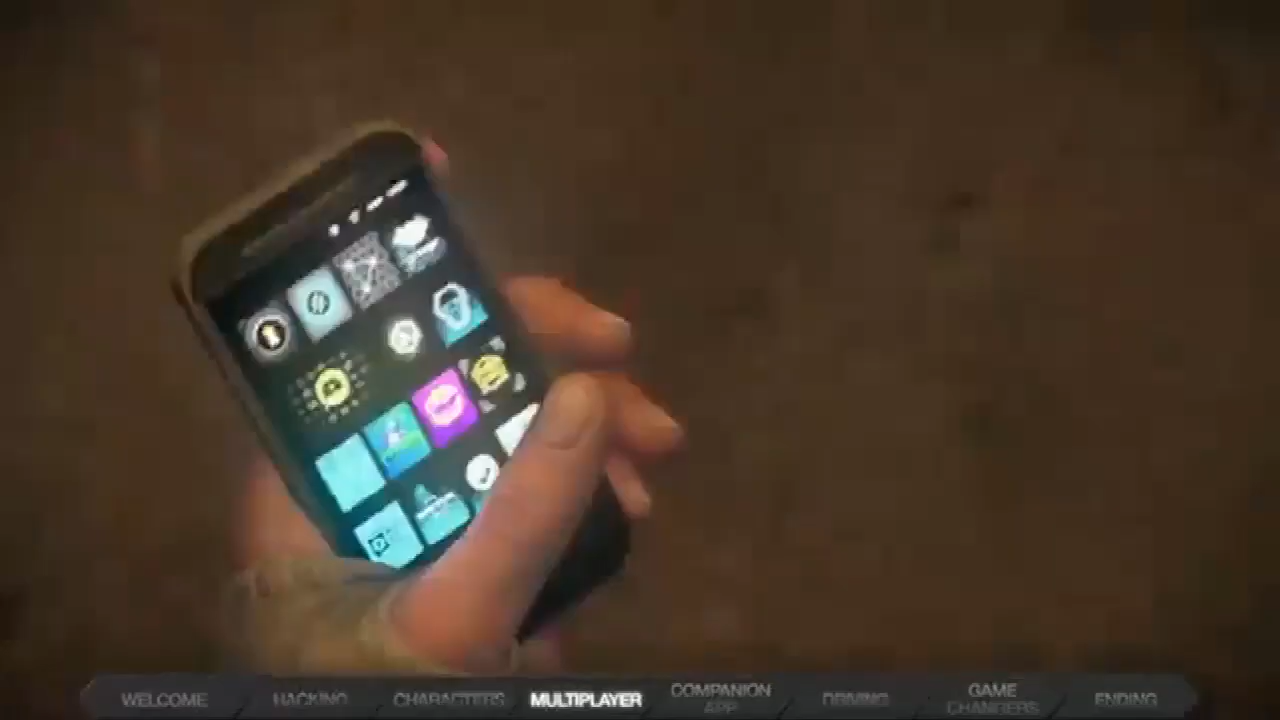 WELCOME
HACKING
CHARACTERS
MULTIPLAYER
COMPANION
APP
DRIVING
GAME
CHANGERS
ENDING